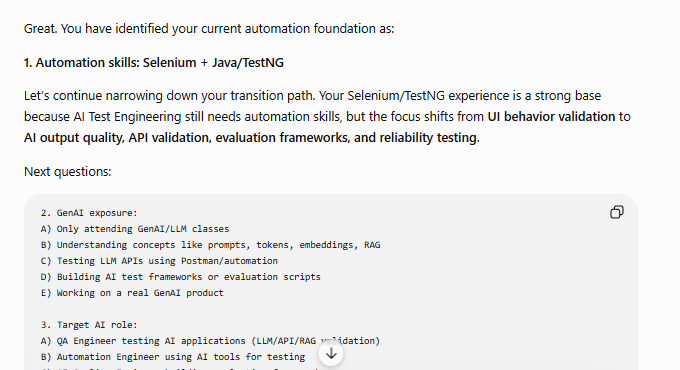 Great. You have identified your current automation foundation as:
1. Automation skills: Selenium + Java/TestNG
Let's continue narrowing down your transition path. Your Selenium/TestNG experience is a strong base
because AI Test Engineering still needs automation skills, but the focus shifts from UI behavior validation to
AI output quality, API validation, evaluation frameworks, and reliability testing.
Next questions:
2. GenAI exposure:
A) Only attending GenAI/LLM classes
B) Understanding concepts like prompts, tokens, embeddings, RAG
C) Testing LLM APIs using Postman/automation
D) Building AI test frameworks or evaluation scripts
E) Working on a real GenAI product
3. Target AI role:
A) QA Engineer testing AI applications (LLM/API/RAG validation)
B) Automation Engineer using AI tools for testing